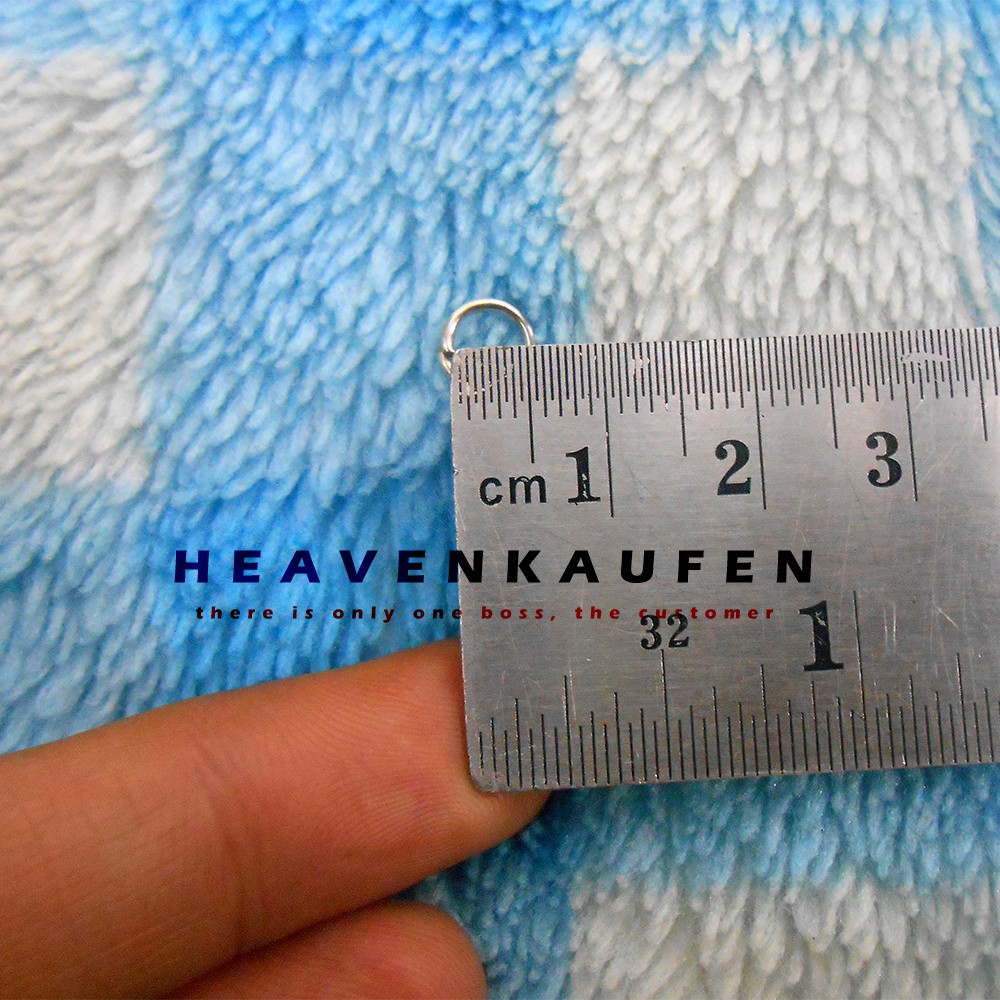 cm 1 2 3
HEAVENKAUFEN
there is only one boss, the customer
32 1